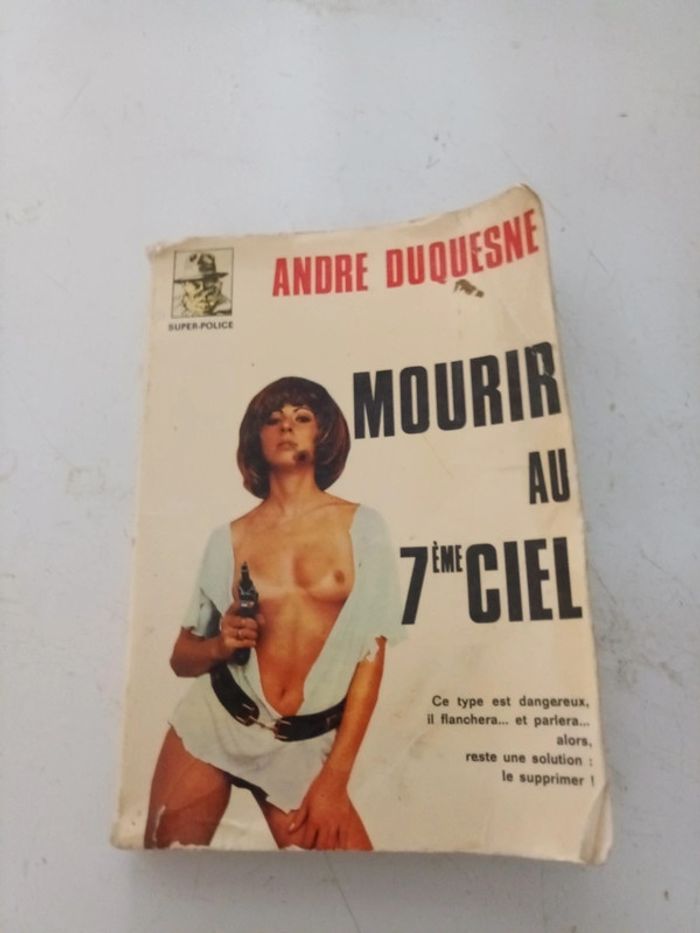 SUPER-POLICE
ANDRE DUQUESNE
MOURIR
AU
7ÈME CIEL
Ce type est dangereux,
il flanchera... et parlera...
alors,
reste une solution :
le supprimer !